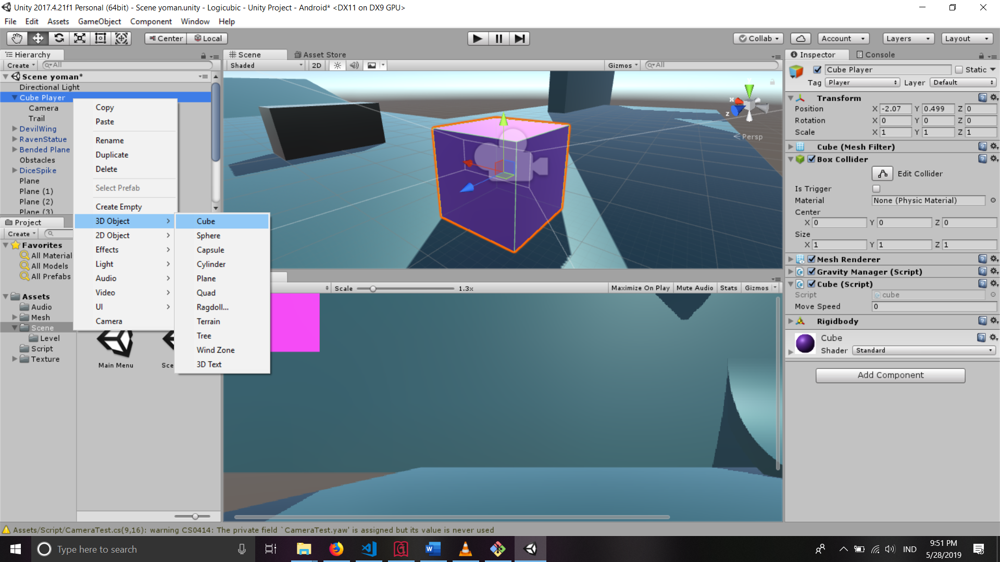 Unity 2017.4.21f1 Personal (64bit) - Scene yoman.unity - Logicubic - Unity Project - Android* <DX11 on DX9 GPU>
File Edit Assets GameObject Component Window Help
Center Local Collab Account Layers Layout
Hierarchy
Create All
Scene yoman*
Directional Light
Cube Player
Camera
Trail
DevilWing
RavenStatue
Bended Plane
Obstacles
DiceSpike
Plane
Plane (1)
Plane (2)
Plane (3)
Copy
Paste
Rename
Duplicate
Delete
Select Prefab
Create Empty
3D Object
2D Object
Effects
Light
Audio
Video
UI
Camera
Cube
Sphere
Capsule
Cylinder
Plane
Quad
Ragdoll...
Terrain
Tree
Wind Zone
3D Text
Project
Create
Favorites
All Material
All Models
All Prefabs
Assets
Audio
Mesh
Scene
Level
Script
Texture
Main Menu
Sce
Scene Asset Store
Shaded 2D Gizmos All
x
z
Persp
Scale 1.3x Maximize On Play Mute Audio Stats Gizmos
Inspector Console
Cube Player Static
Tag Player Layer Default
Transform
Position X -2.07 Y 0.499 Z 0
Rotation X 0 Y 0 Z 0
Scale X 1 Y 1 Z 1
Cube (Mesh Filter)
Box Collider
Edit Collider
Is Trigger
Material None (Physic Material)
Center
X 0 Y 0 Z 0
Size
X 1 Y 1 Z 1
Mesh Renderer
Gravity Manager (Script)
Cube (Script)
Script cube
Move Speed 0
Rigidbody
Cube
Shader Standard
Add Component
Assets/Script/CameraTest.cs(9,16): warning CS0414: The private field `CameraTest.yaw' is assigned but its value is never used
Type here to search
IND
9:51 PM
5/28/2019